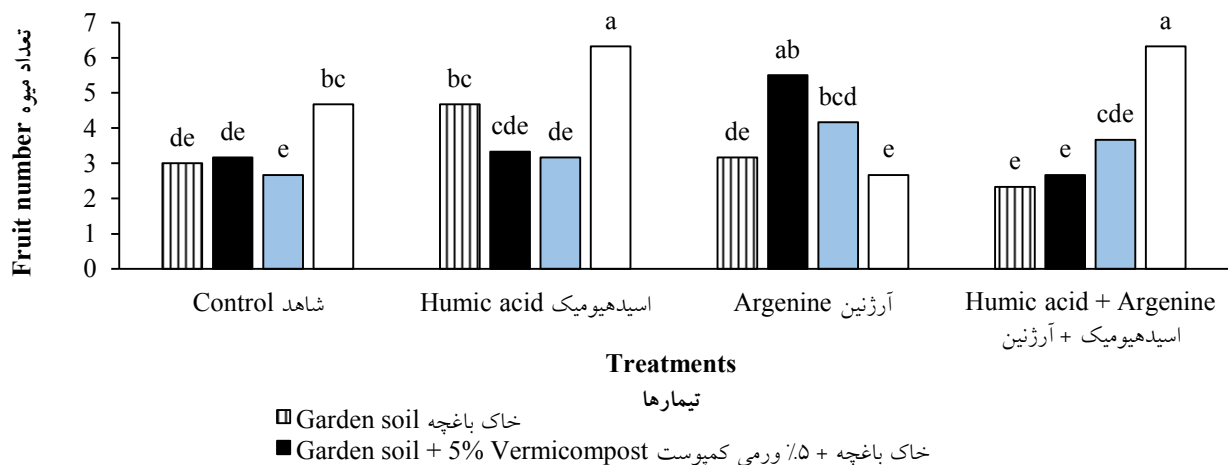 تعداد میوه Fruit number
7
6
5
4
3
2
1
0
de
de
e
bc
bc
cde
de
a
de
ab
bcd
e
e
e
cde
a
Control شاهد
Humic acid اسیدهیومیک
Argenine آرژنین
Humic acid + Argenine
اسیدهیومیک + آرژنین
Treatments
تیمارها
Garden soil خاک باغچه
Garden soil + 5% Vermicompost خاک باغچه + ۵٪ ورمی کمپوست